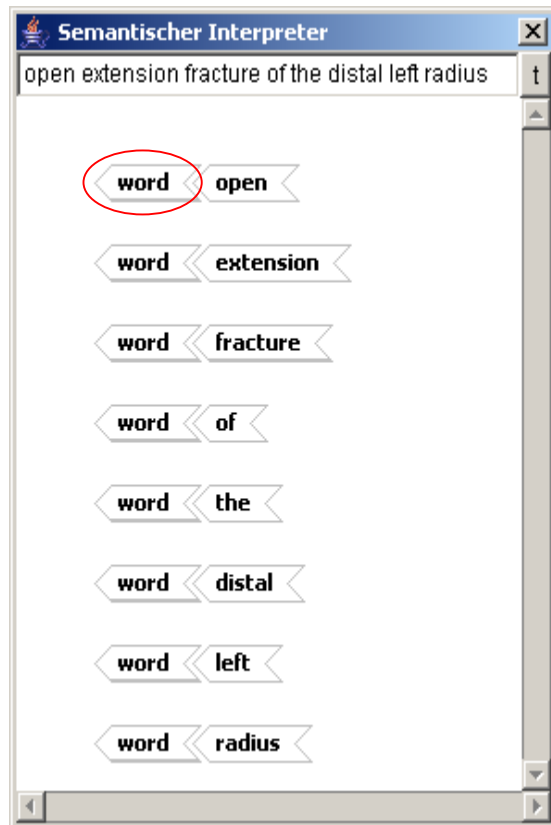 Semantischer Interpreter
open extension fracture of the distal left radius t
word open
word extension
word fracture
word of
word the
word distal
word left
word radius